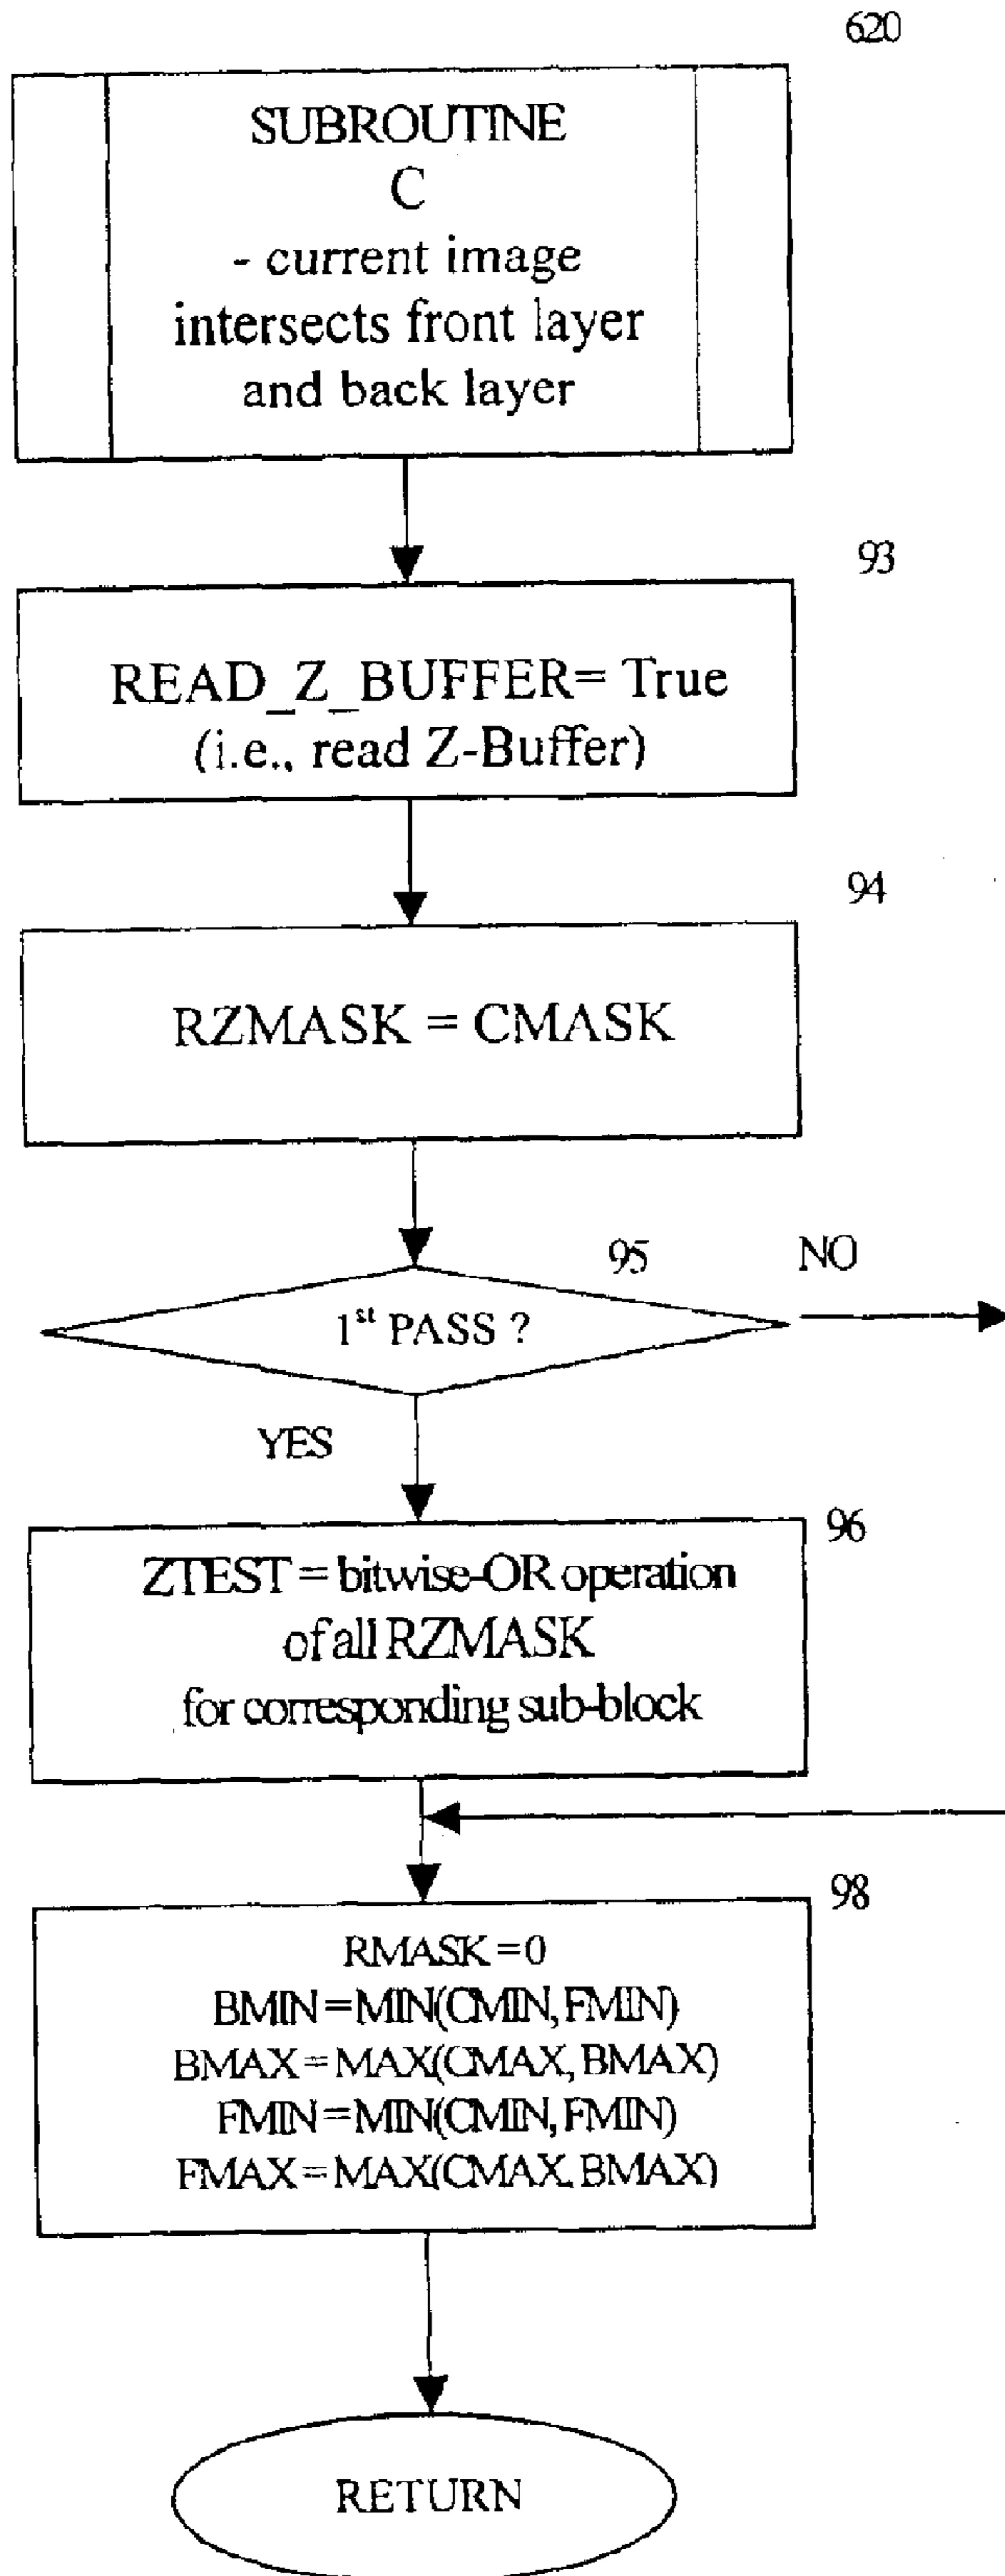 620
SUBROUTINE
C
- current image
intersects front layer
and back layer
93
READ_Z_BUFFER= True
(i.e., read Z-Buffer)
94
RZMASK = CMASK
95
NO
1st PASS ?
YES
96
ZTEST = bitwise-OR operation
of all RZMASK
for corresponding sub-block
98
RMASK = 0
BMIN = MIN(CMIN, FMIN)
BMAX = MAX(CMAX, BMAX)
FMIN = MIN(CMIN, FMIN)
FMAX = MAX(CMAX, BMAX)
RETURN